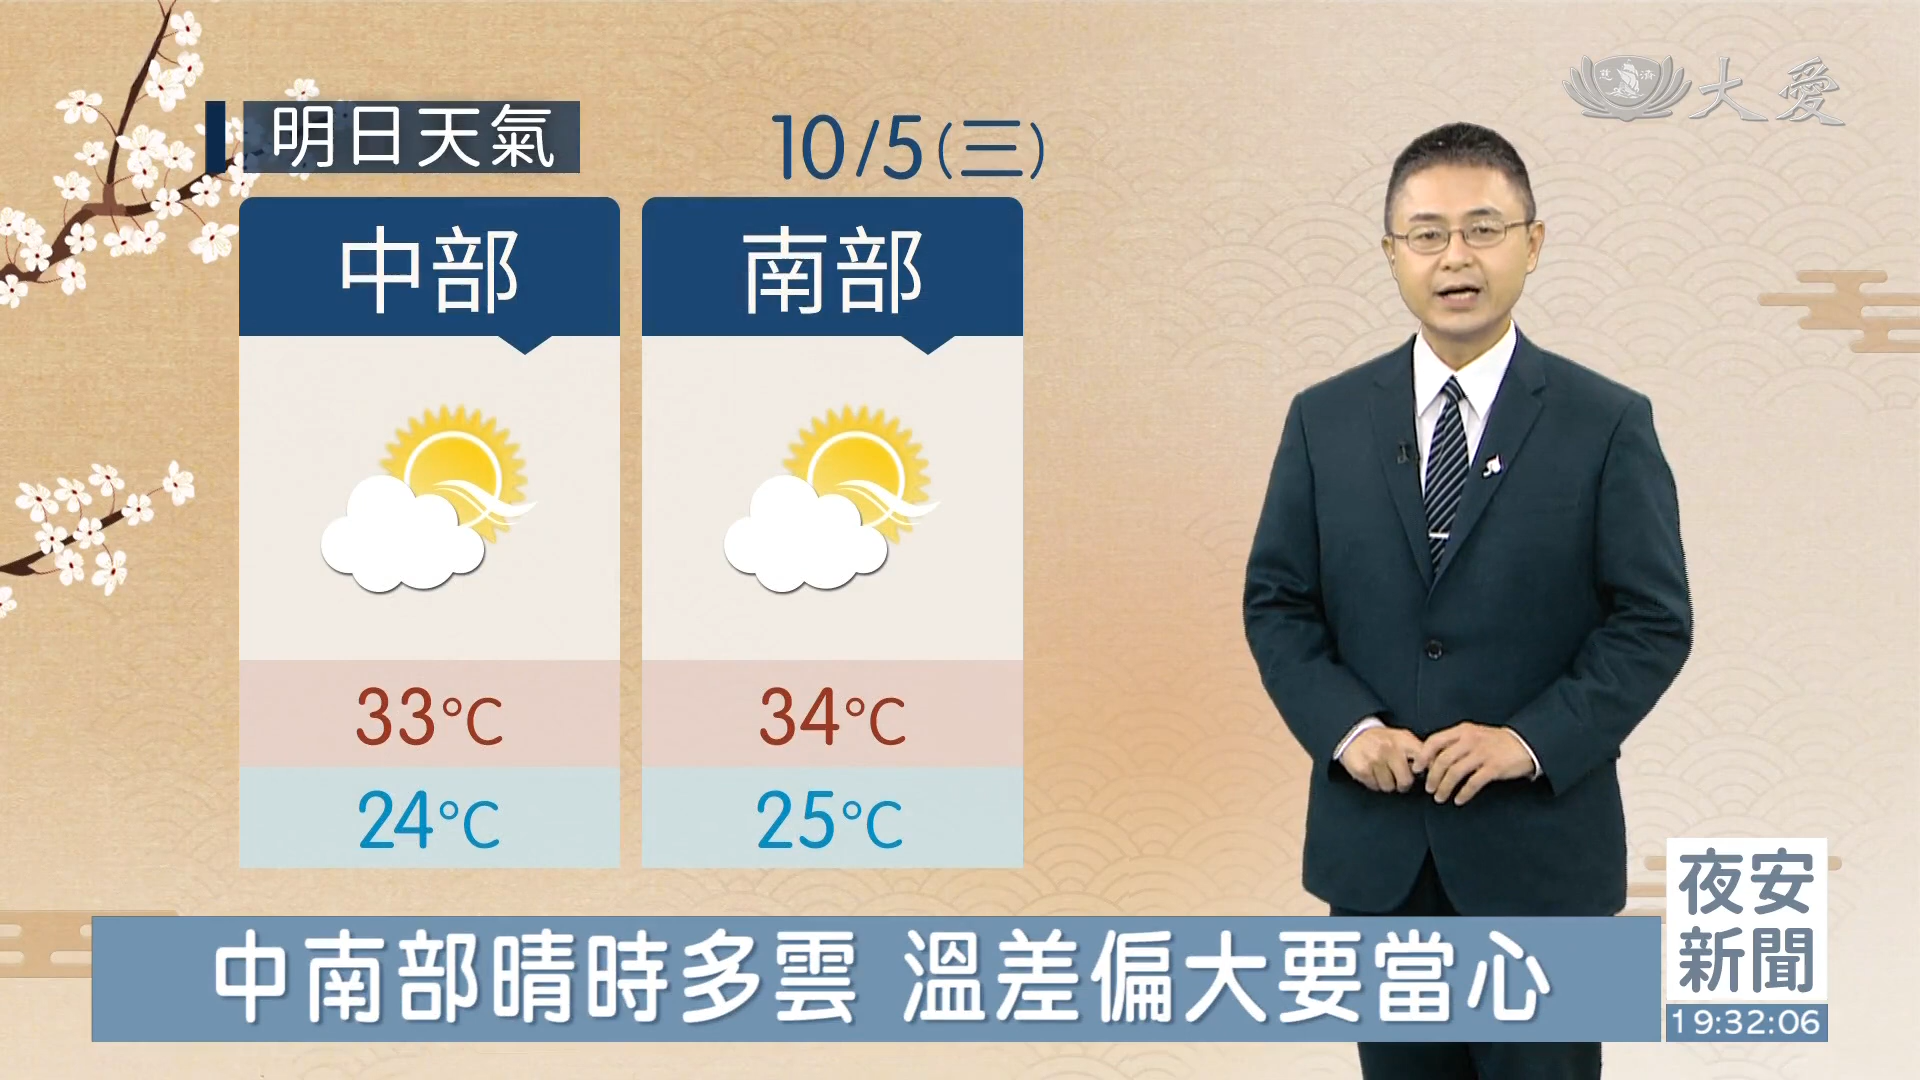 慈濟
大愛
明日天氣
10/5(三)
中部
南部
33°C
34°C
24°C
25°C
中南部晴時多雲 溫差偏大要當心
夜安
新聞
19:32:06